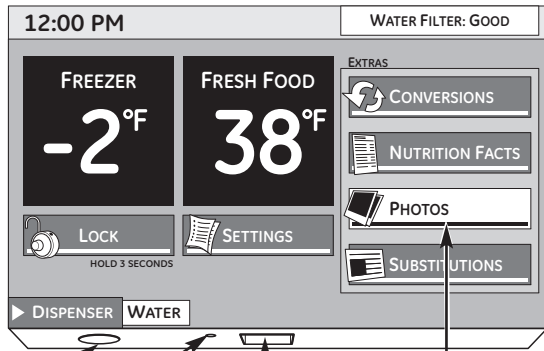 12:00 PM
WATER FILTER: GOOD
EXTRAS
FREEZER
-2°F
FRESH FOOD
38°F
CONVERSIONS
NUTRITION FACTS
PHOTOS
SUBSTITUTIONS
LOCK
HOLD 3 SECONDS
SETTINGS
DISPENSER WATER